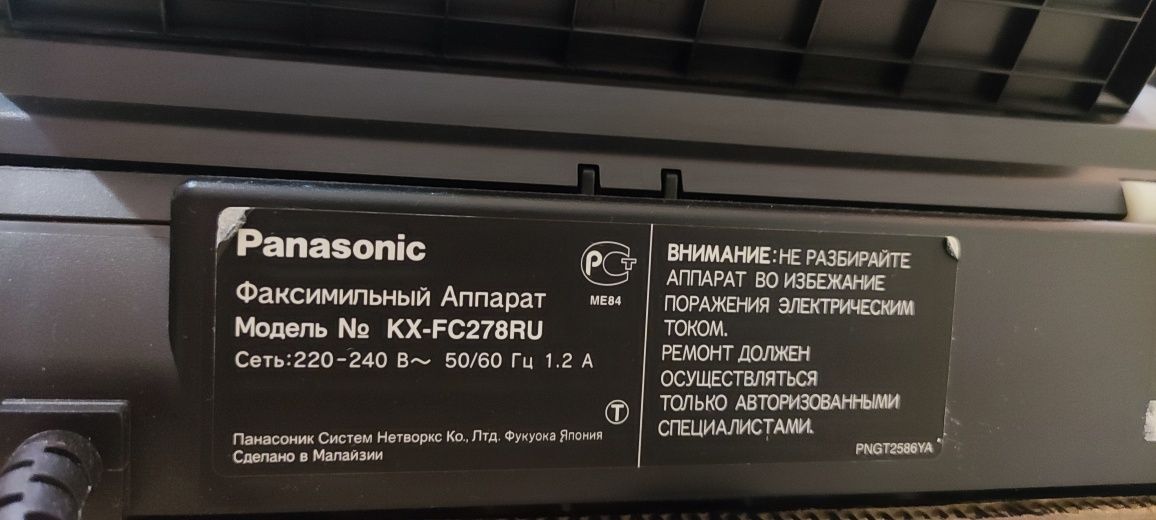 Panasonic
Факсимильный Аппарат
Модель № KX-FC278RU
Сеть:220-240 В～ 50/60 Гц 1.2 А
РСТ
ME84
Т
Панасоник Систем Нетворкс Ко., Лтд. Фукуока Япония
Сделано в Малайзии
ВНИМАНИЕ:НЕ РАЗБИРАЙТЕ
АППАРАТ ВО ИЗБЕЖАНИЕ
ПОРАЖЕНИЯ ЭЛЕКТРИЧЕСКИМ
ТОКОМ.
РЕМОНТ ДОЛЖЕН
ОСУЩЕСТВЛЯТЬСЯ
ТОЛЬКО АВТОРИЗОВАННЫМИ
СПЕЦИАЛИСТАМИ.
PNGT2586YA